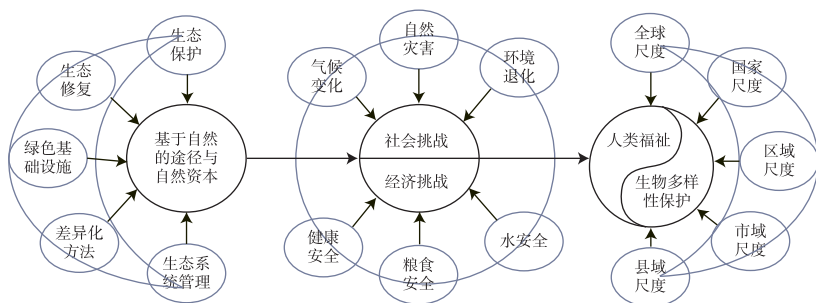 生态
保护
生态
修复
绿色基
础设施
差异化
方法
生态系
统管理
基于自然
的途径与
自然资本
自然
灾害
气候
变化
环境
退化
社会挑战
经济挑战
健康
安全
粮食
安全
水安全
全球
尺度
国家
尺度
区域
尺度
市域
尺度
县域
尺度
人类福祉
生物多样
性保护